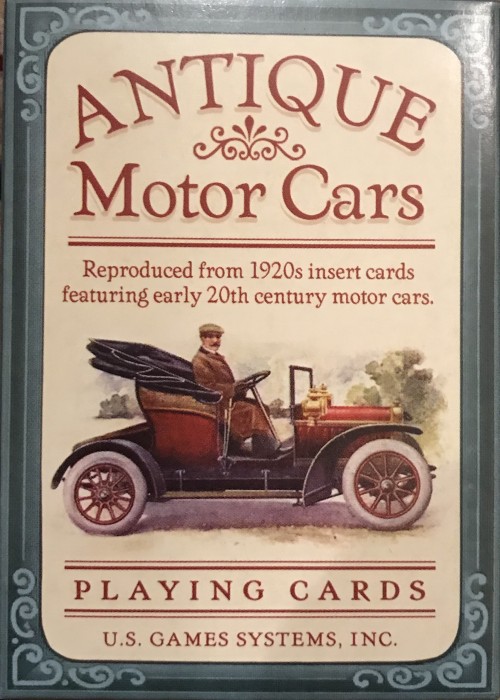 ANTIQUE
Motor Cars
Reproduced from 1920s insert cards
featuring early 20th century motor cars.
PLAYING CARDS
U.S. GAMES SYSTEMS, INC.